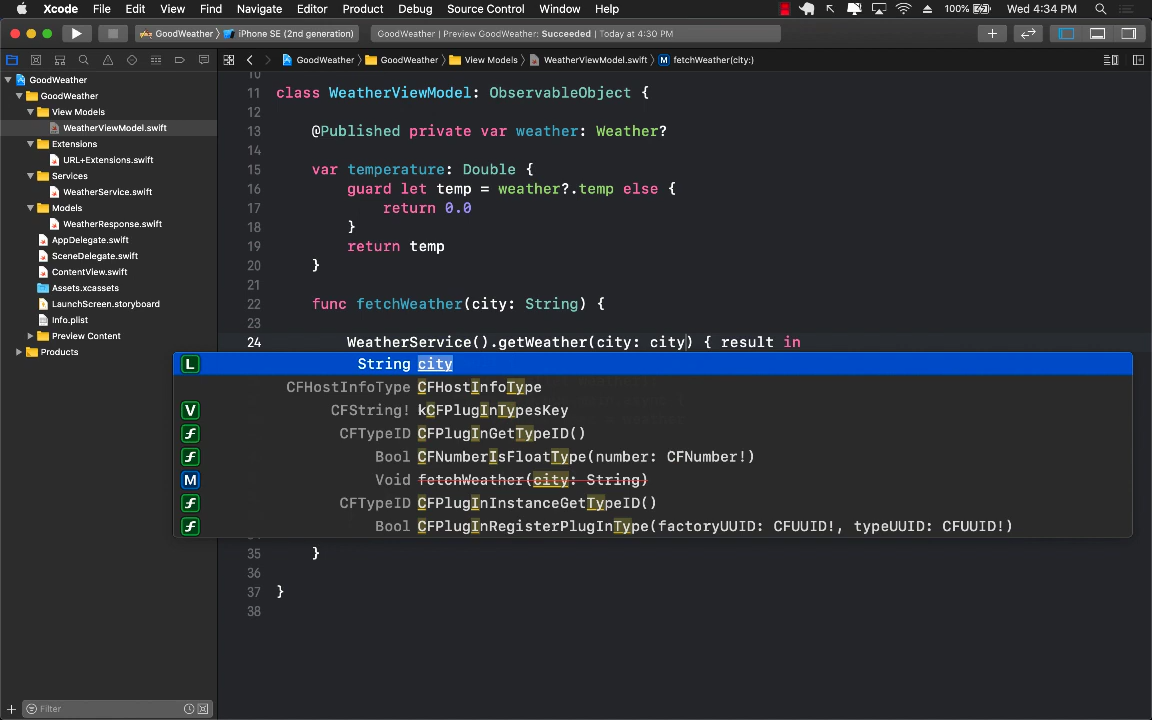 Xcode File Edit View Find Navigate Editor Product Debug Source Control Window Help 100% Wed 4:34 PM
GoodWeather iPhone SE (2nd generation) GoodWeather | Preview GoodWeather: Succeeded | Today at 4:30 PM
GoodWeather GoodWeather View Models WeatherViewModel.swift M fetchWeather(city:)
GoodWeather
GoodWeather
View Models
WeatherViewModel.swift
Extensions
URL+Extensions.swift
Services
WeatherService.swift
Models
WeatherResponse.swift
AppDelegate.swift
SceneDelegate.swift
ContentView.swift
Assets.xcassets
LaunchScreen.storyboard
Info.plist
Preview Content
Products
Filter
10
11 class WeatherViewModel: ObservableObject {
12
13 @Published private var weather: Weather?
14
15 var temperature: Double {
16 guard let temp = weather?.temp else {
17 return 0.0
18 }
19 return temp
20 }
21
22 func fetchWeather(city: String) {
23
24 WeatherService().getWeather(city: city) { result in
L String city
CFHostInfoType CFHostInfoType
V CFString! kCFPlugInTypesKey
f CFTypeID CFPlugInGetTypeID()
f Bool CFNumberIsFloatType(number: CFNumber!)
M Void fetchWeather(city: String)
f CFTypeID CFPlugInInstanceGetTypeID()
f Bool CFPlugInRegisterPlugInType(factoryUUID: CFUUID!, typeUUID: CFUUID!)
35 }
36
37 }
38